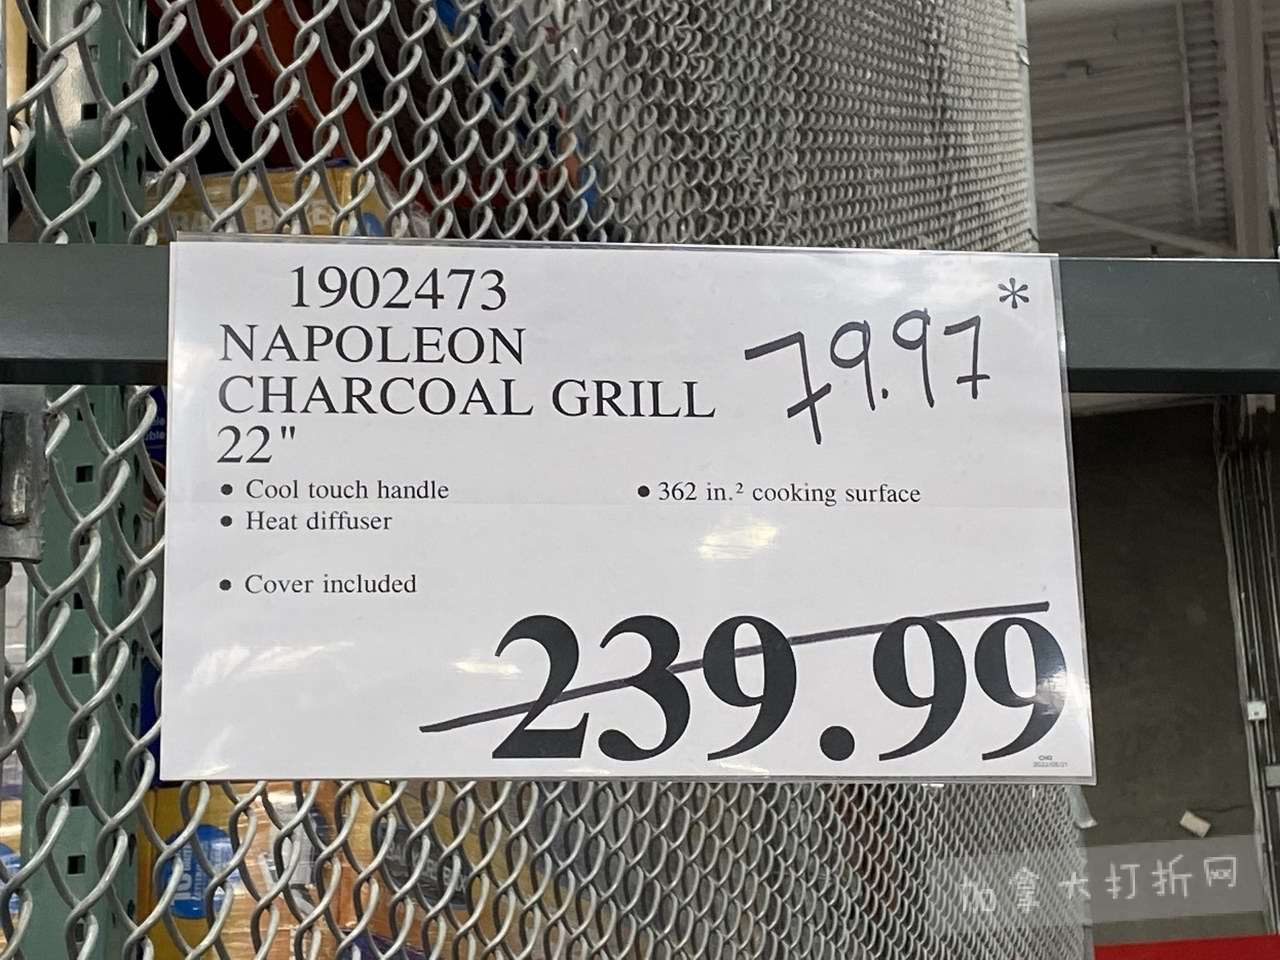 1902473
*
NAPOLEON
79.97
CHARCOAL GRILL
22"
• Cool touch handle
• 362 in.² cooking surface
• Heat diffuser
• Cover included
239.99
加拿大打折网